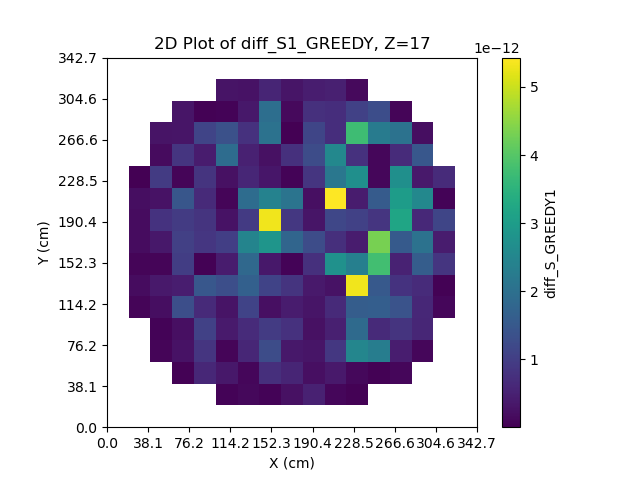 2D Plot of diff_S1_GREEDY, Z=17
1e−12
342.7
304.6
266.6
228.5
190.4
152.3
114.2
76.2
38.1
0.0
Y (cm)
0.0 38.1 76.2 114.2 152.3 190.4 228.5 266.6 304.6 342.7
X (cm)
5
4
3
2
1
diff_S_GREEDY1